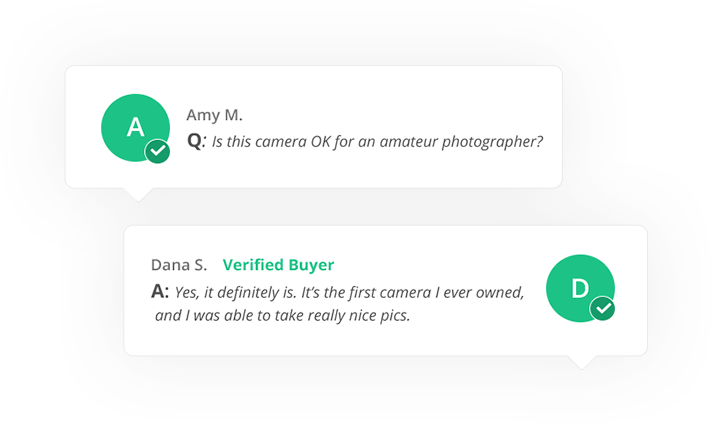 A
Amy M.
Q: Is this camera OK for an amateur photographer?
Dana S. Verified Buyer
A: Yes, it definitely is. It’s the first camera I ever owned,
and I was able to take really nice pics.
D